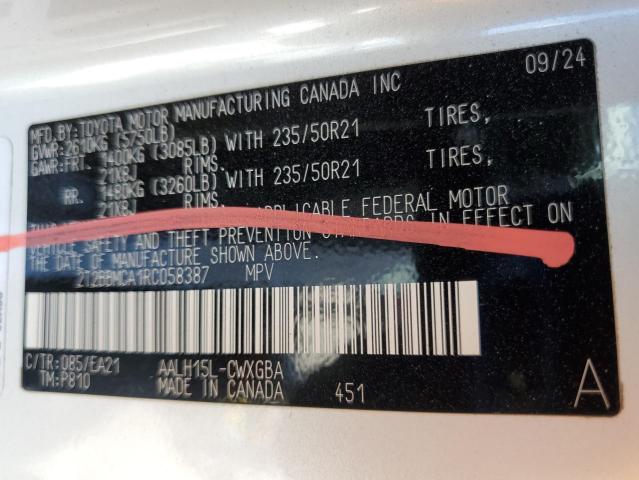 MFD.BY:TOYOTA MOTOR MANUFACTURING CANADA INC 09/24
GVWR:2610KG (5750LB)
GAWR:FRT. 1400KG (3085LB) WITH 235/50R21 TIRES,
21X8J RIMS.
RR. 1480KG (3260LB) WITH 235/50R21 TIRES,
21X8J RIMS.
APPLICABLE FEDERAL MOTOR
VEHICLE SAFETY AND THEFT PREVENTION STANDARDS IN EFFECT ON
THE DATE OF MANUFACTURE SHOWN ABOVE.
2T2BBMCA1RC058387 MPV
C/TR: 085/EA21 AALH15L-CWXGBA
TM:P810 MADE IN CANADA 451 A